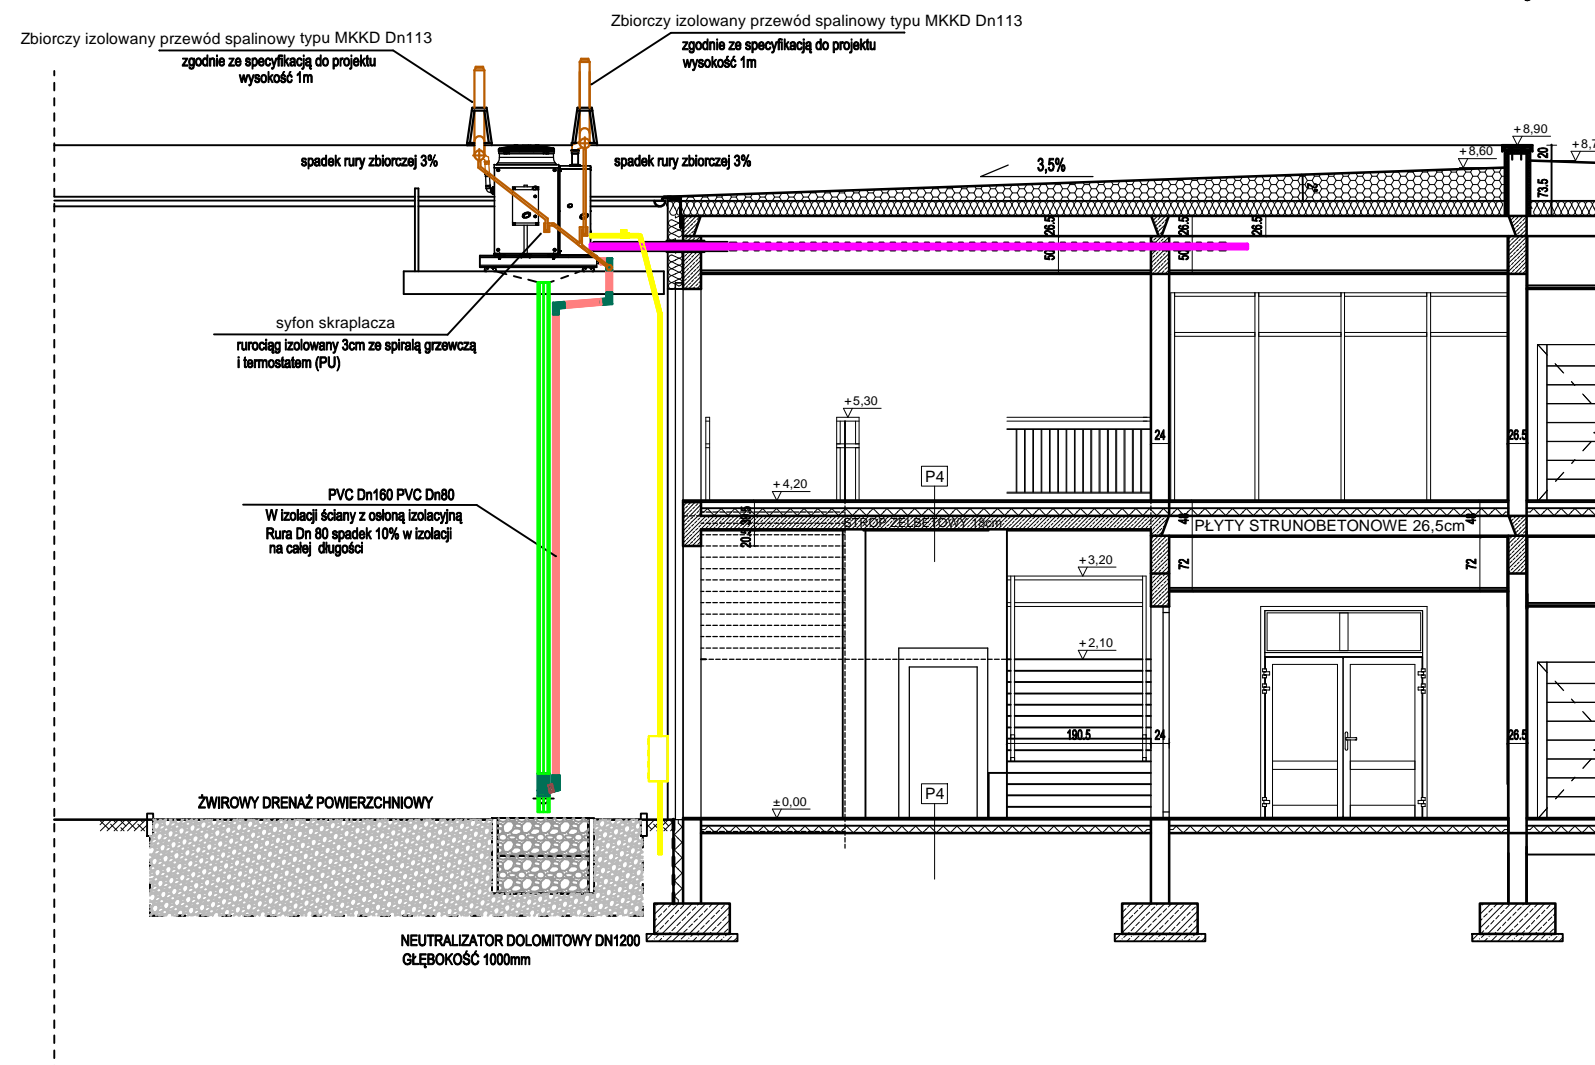 Zbiorczy izolowany przewód spalinowy typu MKKD Dn113
zgodnie ze specyfikacją do projektu
wysokość 1m
Zbiorczy izolowany przewód spalinowy typu MKKD Dn113
zgodnie ze specyfikacją do projektu
wysokość 1m
spadek rury zbiorczej 3%
spadek rury zbiorczej 3%
3,5%
+8,60
+8,90
20
73.5
26.5
50
26.5
50
26.5
syfon skraplacza
rurociąg izolowany 3cm ze spiralą grzewczą
i termostatem (PU)
+5,30
24
26.5
P4
+4,20
PVC Dn160 PVC Dn80
W izolacji ściany z osłoną izolacyjną
Rura Dn 80 spadek 10% w izolacji
na całej długości
STROP ŻELBETOWY 18cm
PŁYTY STRUNOBETONOWE 26,5cm
40
40
72
72
+3,20
+2,10
190.5
24
26.5
P4
±0,00
ŻWIROWY DRENAŻ POWIERZCHNIOWY
NEUTRALIZATOR DOLOMITOWY DN1200
GŁĘBOKOŚĆ 1000mm